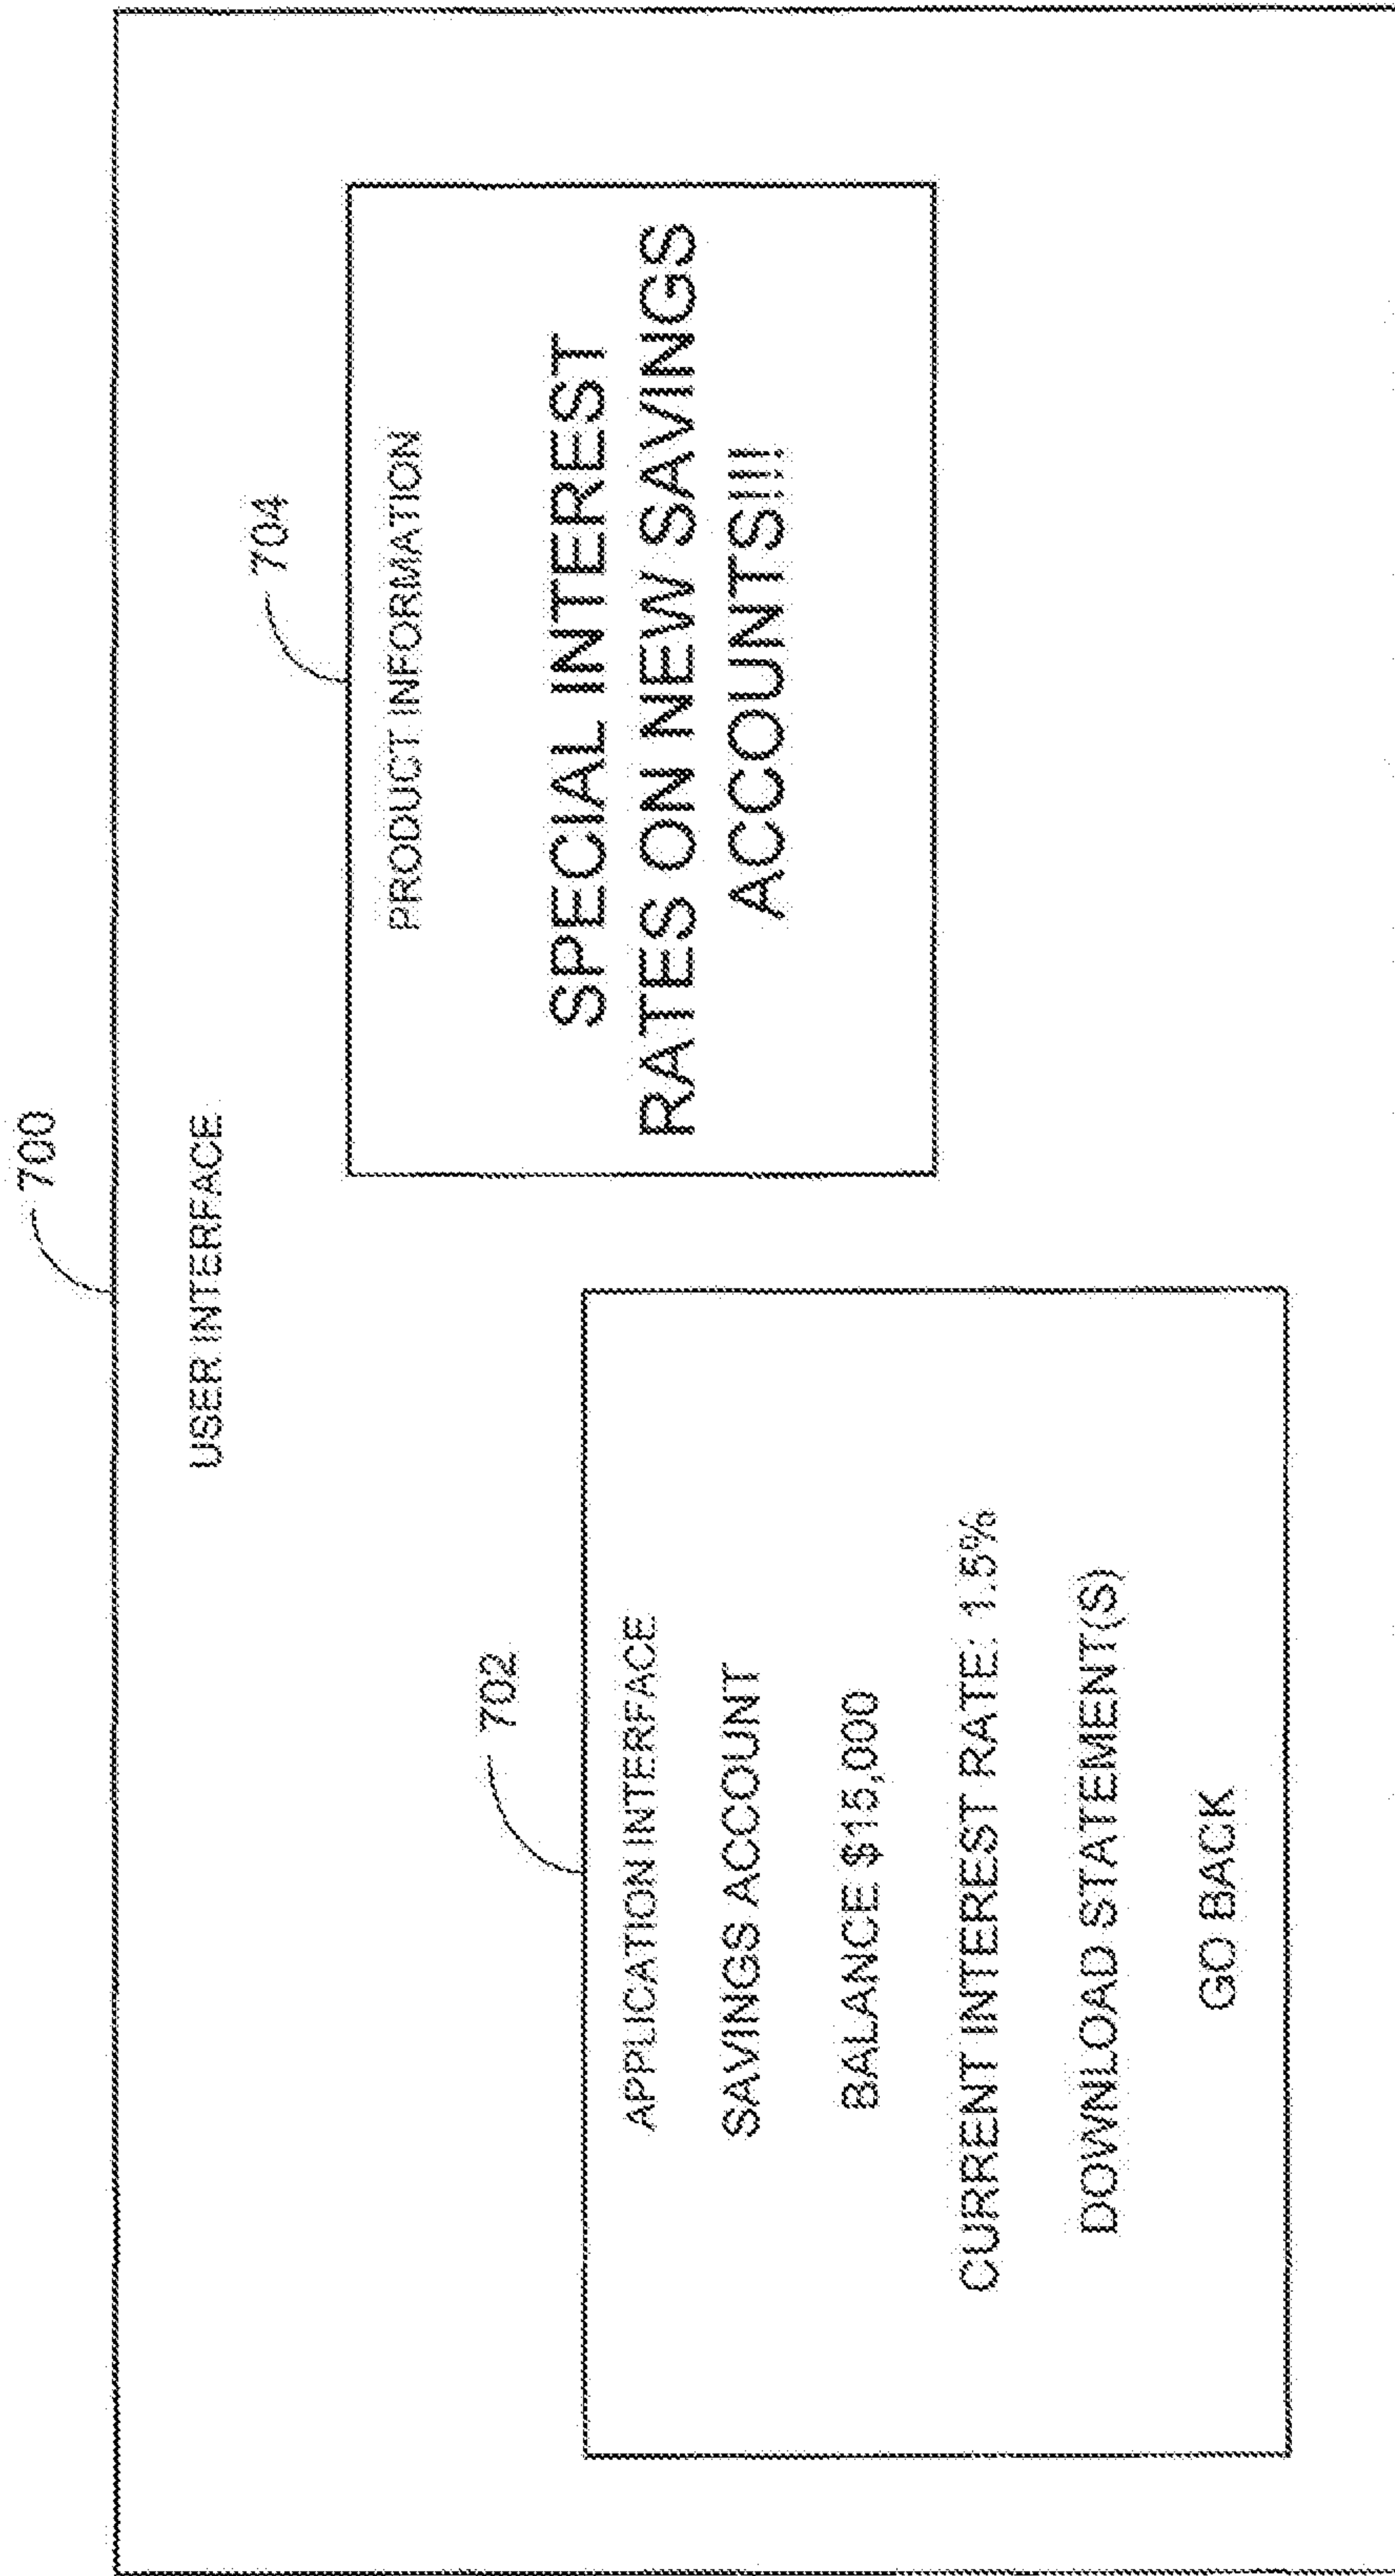 700
USER INTERFACE
702
APPLICATION INTERFACE
SAVINGS ACCOUNT
BALANCE $15,000
CURRENT INTEREST RATE: 1.5%
DOWNLOAD STATEMENT(S)
GO BACK
704
PRODUCT INFORMATION
SPECIAL INTEREST
RATES ON NEW SAVINGS
ACCOUNTS!!!!